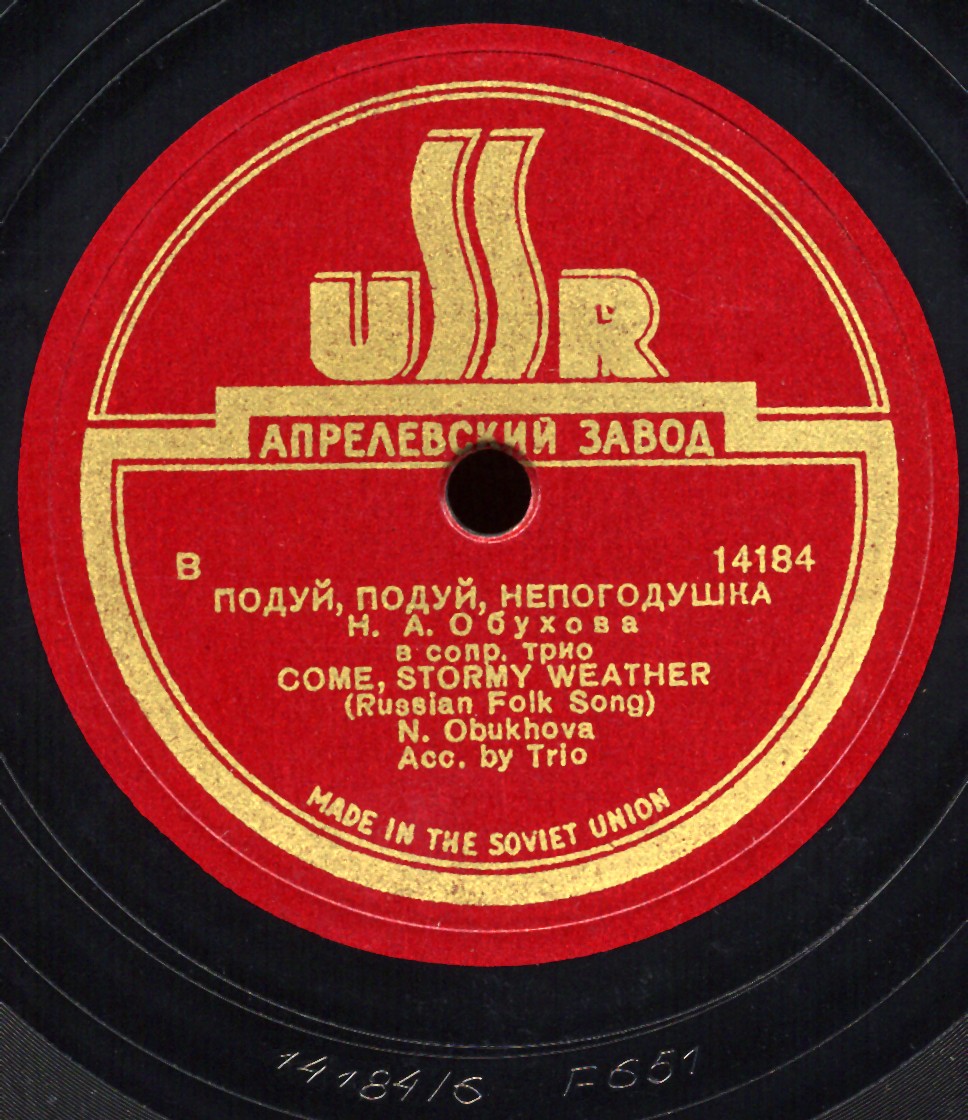 USSR
АПРЕЛЕВСКИЙ ЗАВОД
В 14184
ПОДУЙ, ПОДУЙ, НЕПОГОДУШКА
Н. А. Обухова
в сопр. трио
COME, STORMY WEATHER
(Russian Folk Song)
N. Obukhova
Acc. by Trio
MADE IN THE SOVIET UNION
14184/6 F651